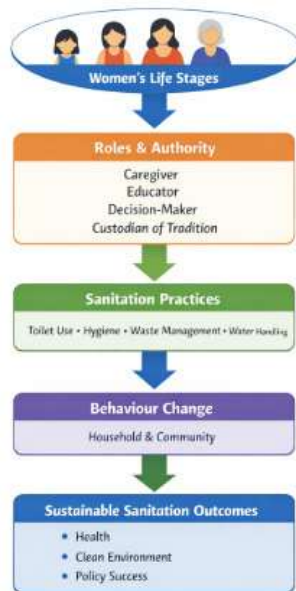 Women's Life Stages
Roles & Authority
Caregiver
Educator
Decision-Maker
Custodian of Tradition
Sanitation Practices
Toilet Use • Hygiene • Waste Management • Water Handling
Behaviour Change
Household & Community
Sustainable Sanitation Outcomes
• Health
• Clean Environment
• Policy Success